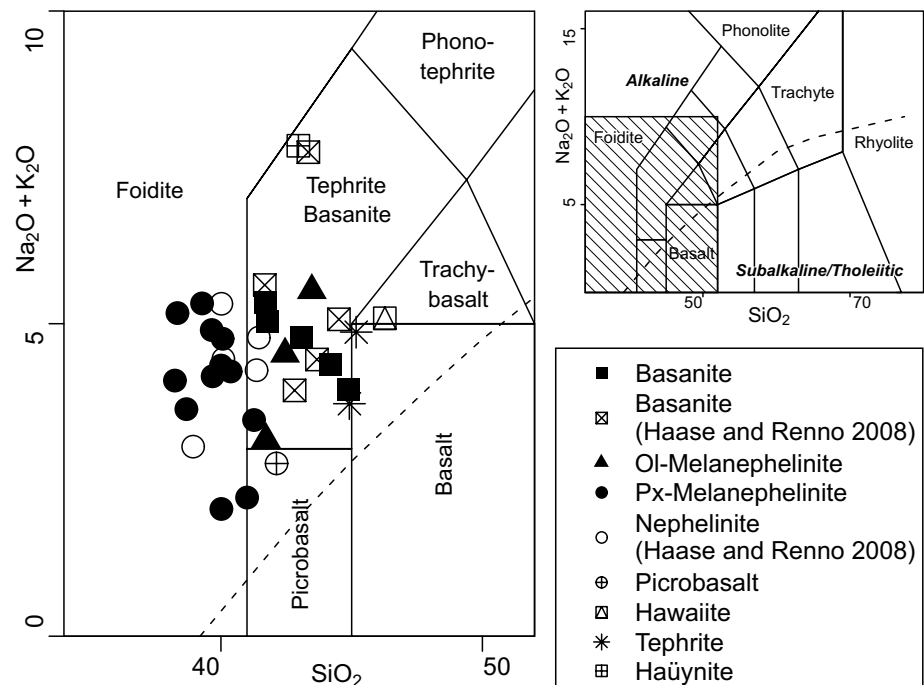 10
Na₂O + K₂O
5
0
Foidite
Phono-
tephrite
Tephrite
Basanite
Trachy-
basalt
Picrobasalt
Basalt
40
SiO₂
50
15
Na₂O + K₂O
5
Phonolite
Alkaline
Trachyte
Foidite
Rhyolite
Basalt
Subalkaline/Tholeiitic
50
SiO₂
70
Basanite
Basanite
(Haase and Renno 2008)
Ol-Melanephelinite
Px-Melanephelinite
Nephelinite
(Haase and Renno 2008)
Picrobasalt
Hawaiite
Tephrite
Haüynite